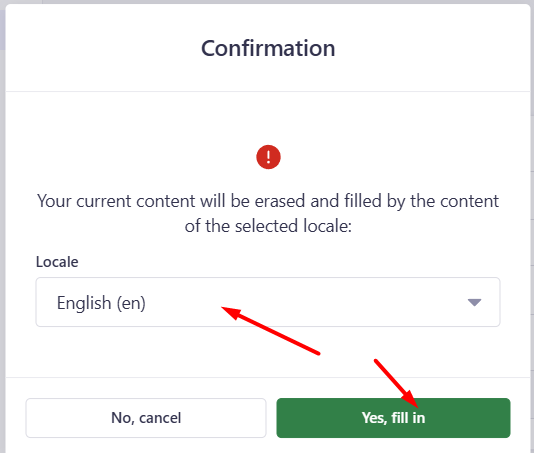 Confirmation
Your current content will be erased and filled by the content
of the selected locale:
Locale
English (en)
No, cancel
Yes, fill in